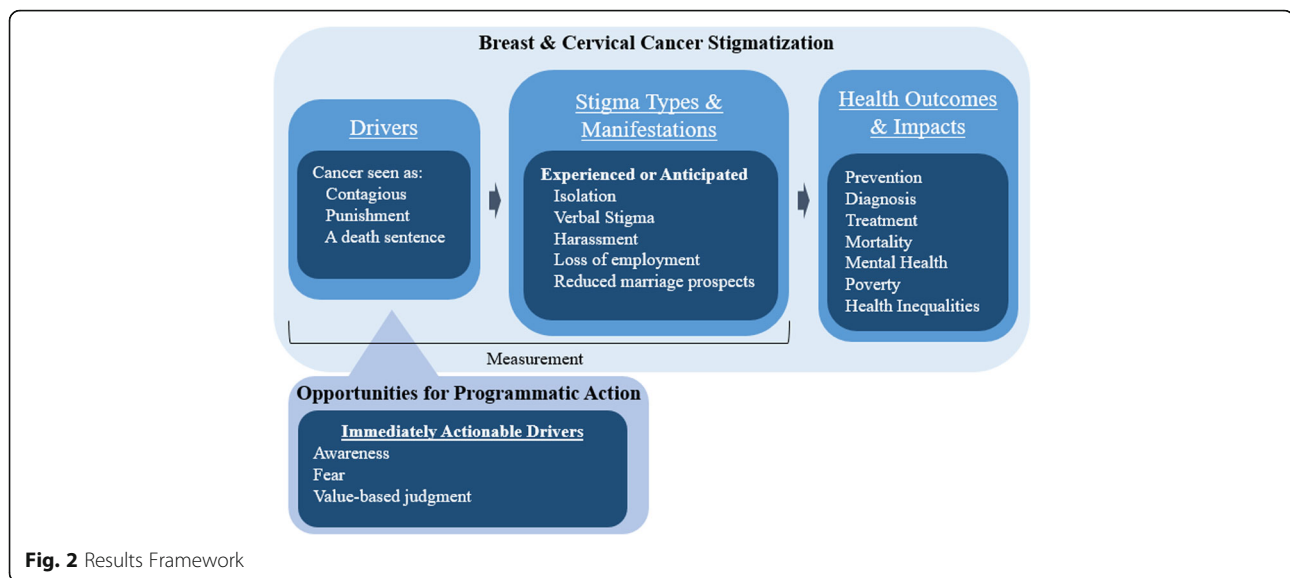 Breast & Cervical Cancer Stigmatization
Drivers
Cancer seen as:
Contagious
Punishment
A death sentence
Stigma Types &
Manifestations
Experienced or Anticipated
Isolation
Verbal Stigma
Harassment
Loss of employment
Reduced marriage prospects
Health Outcomes
& Impacts
Prevention
Diagnosis
Treatment
Mortality
Mental Health
Poverty
Health Inequalities
Measurement
Opportunities for Programmatic Action
Immediately Actionable Drivers
Awareness
Fear
Value-based judgment
Fig. 2 Results Framework